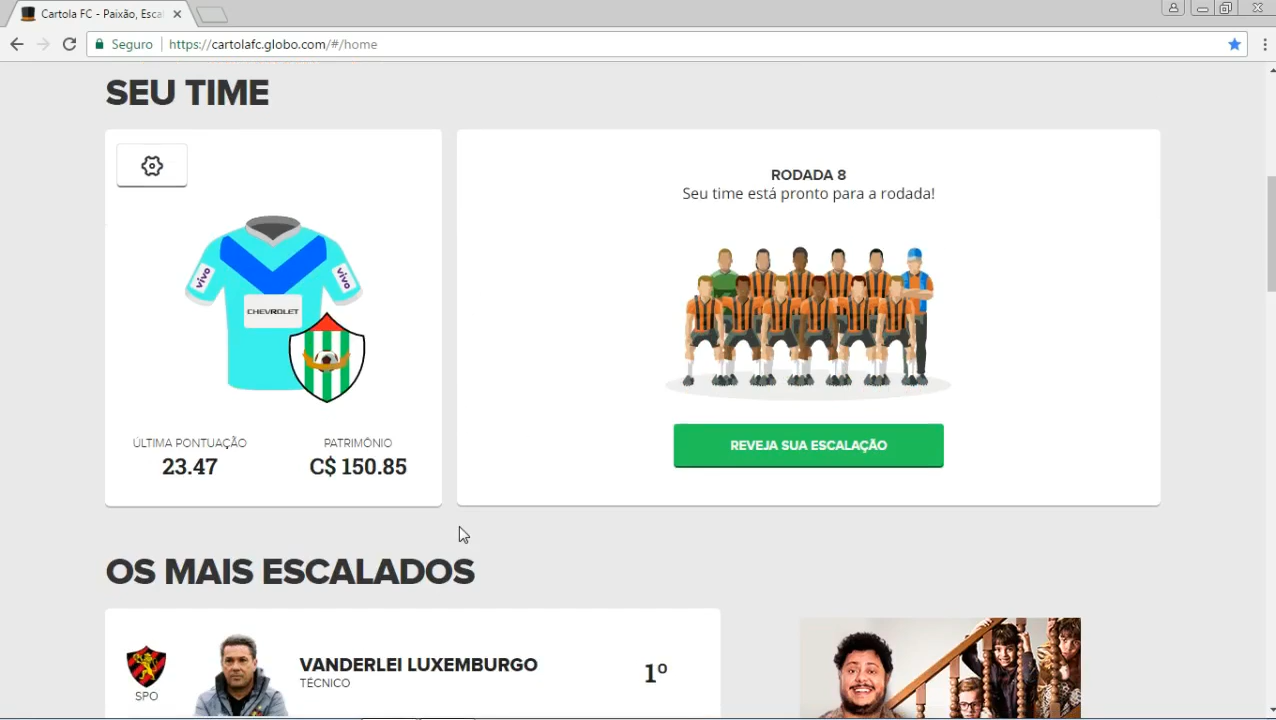 Cartola FC - Paixão, Esca
Seguro
https://cartolafc.globo.com/#/home
SEU TIME
RODADA 8
Seu time está pronto para a rodada!
vivo
vivo
CHEVROLET
REVEJA SUA ESCALAÇÃO
ÚLTIMA PONTUAÇÃO
PATRIMÔNIO
23.47
C$ 150.85
OS MAIS ESCALADOS
VANDERLEI LUXEMBURGO
1º
TÉCNICO
SPO